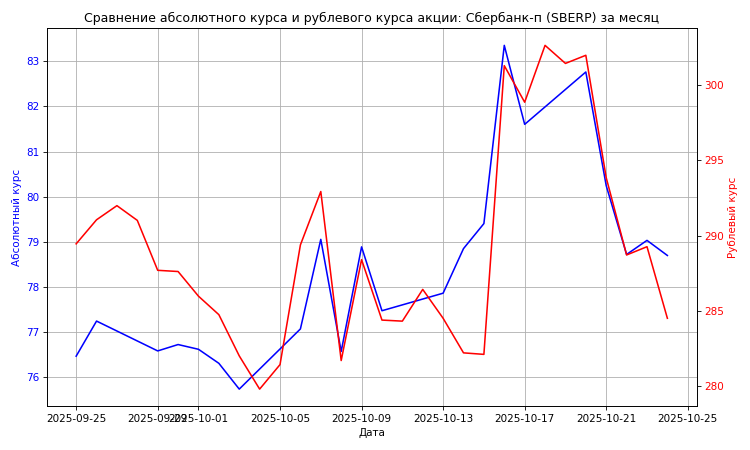 Сравнение абсолютного курса и рублевого курса акции: Сбербанк-п (SBERP) за месяц
Абсолютный курс
83
82
81
80
79
78
77
76
300
295
290
285
280
Рублевый курс
2025-09-25 2025-09-29 2025-10-01 2025-10-05 2025-10-09 2025-10-13 2025-10-17 2025-10-21 2025-10-25
Дата